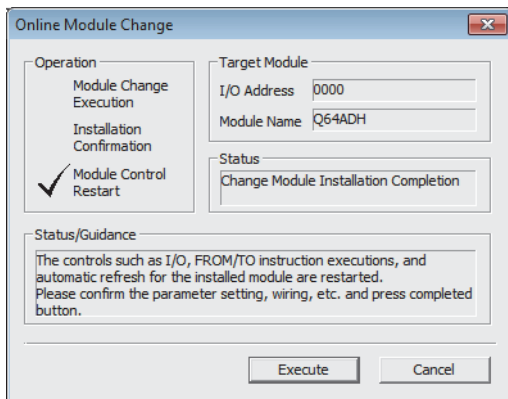 Online Module Change
Operation
Module Change
Execution
Installation
Confirmation
Module Control
Restart
Target Module
I/O Address 0000
Module Name Q64ADH
Status
Change Module Installation Completion
Status/Guidance
The controls such as I/O, FROM/TO instruction executions, and
automatic refresh for the installed module are restarted.
Please confirm the parameter setting, wiring, etc. and press completed
button.
Execute
Cancel